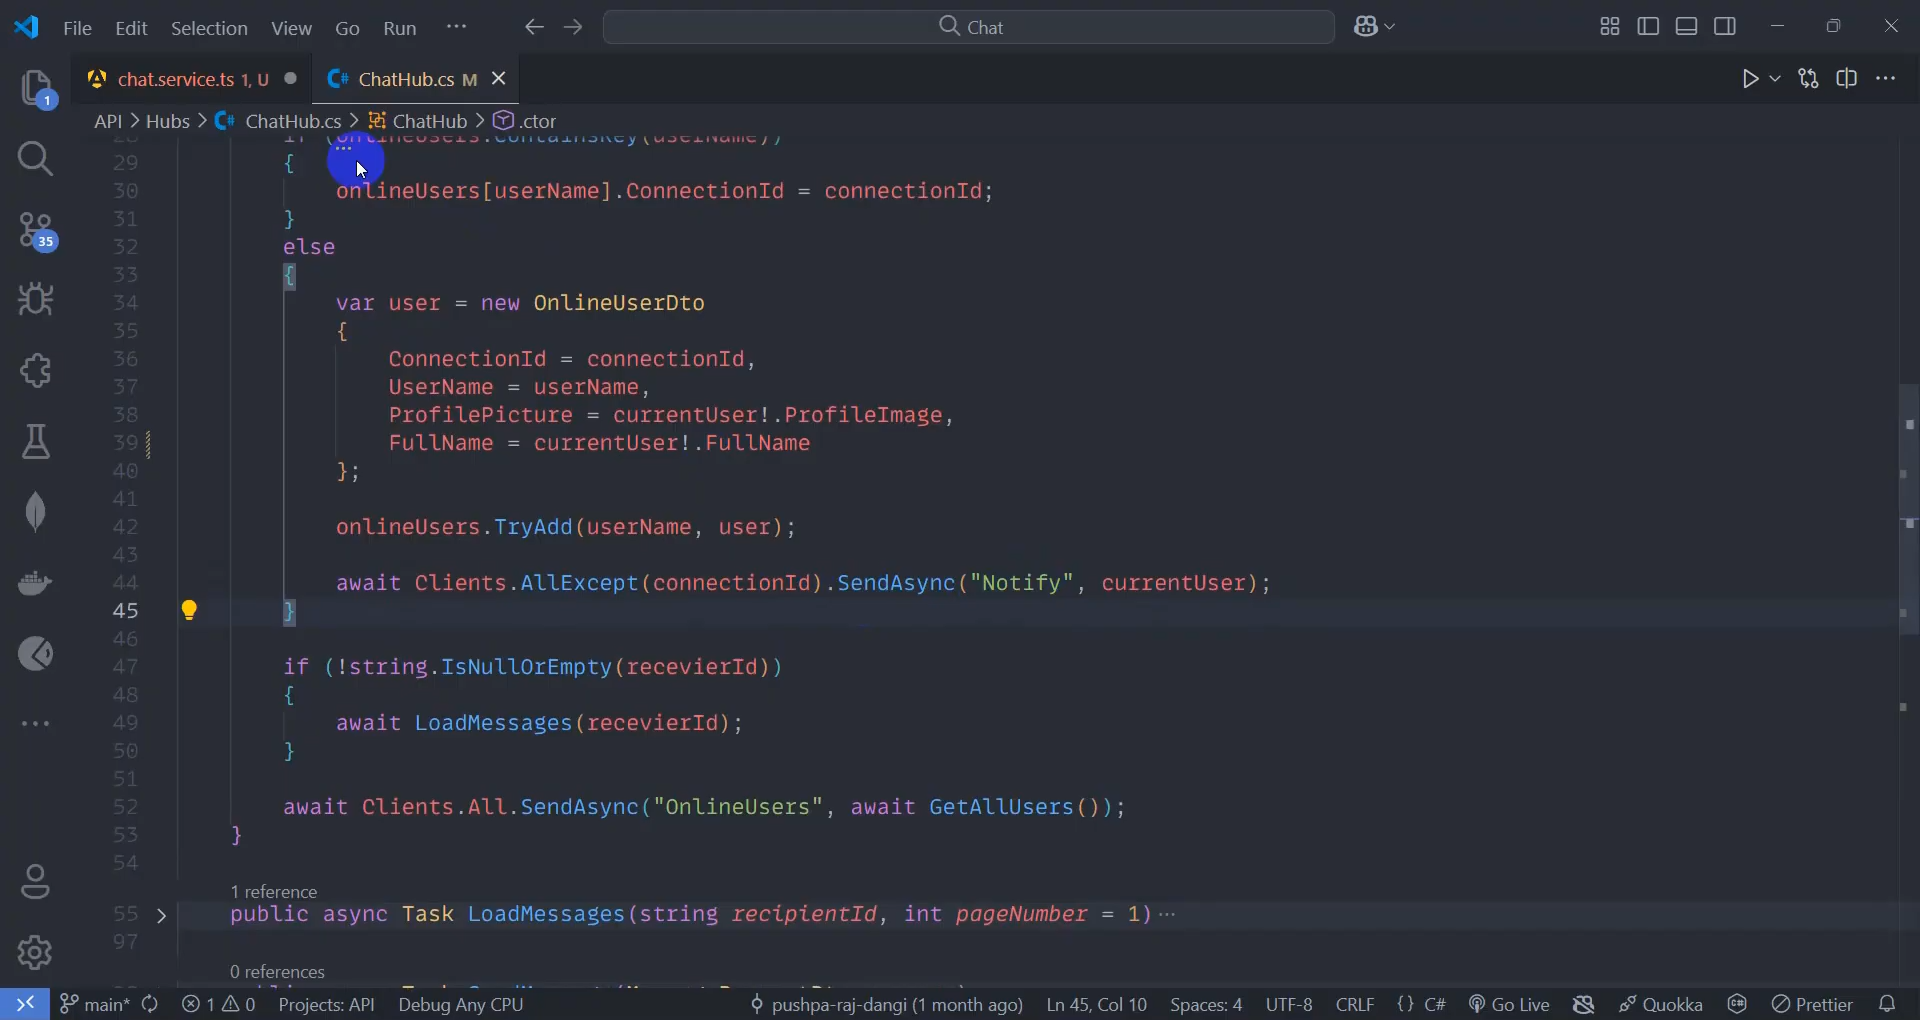 File Edit Selection View Go Run ··· Chat
chat.service.ts 1, U ChatHub.cs M
API > Hubs > ChatHub.cs > ChatHub > .ctor
if (onlineUsers.ContainsKey(userName))
29 {
30 onlineUsers[userName].ConnectionId = connectionId;
31 }
32 else
33 {
34 var user = new OnlineUserDto
35 {
36 ConnectionId = connectionId,
37 UserName = userName,
38 ProfilePicture = currentUser!.ProfileImage,
39 FullName = currentUser!.FullName
40 };
41
42 onlineUsers.TryAdd(userName, user);
43
44 await Clients.AllExcept(connectionId).SendAsync("Notify", currentUser);
45 }
46
47 if (!string.IsNullOrEmpty(recevierId))
48 {
49 await LoadMessages(recevierId);
50 }
51
52 await Clients.All.SendAsync("OnlineUsers", await GetAllUsers());
53 }
54
1 reference
55 public async Task LoadMessages(string recipientId, int pageNumber = 1)···
97
0 references
1
35
main* 1 0 Projects: API Debug Any CPU pushpa-raj-dangi (1 month ago) Ln 45, Col 10 Spaces: 4 UTF-8 CRLF {} C# Go Live Quokka Prettier